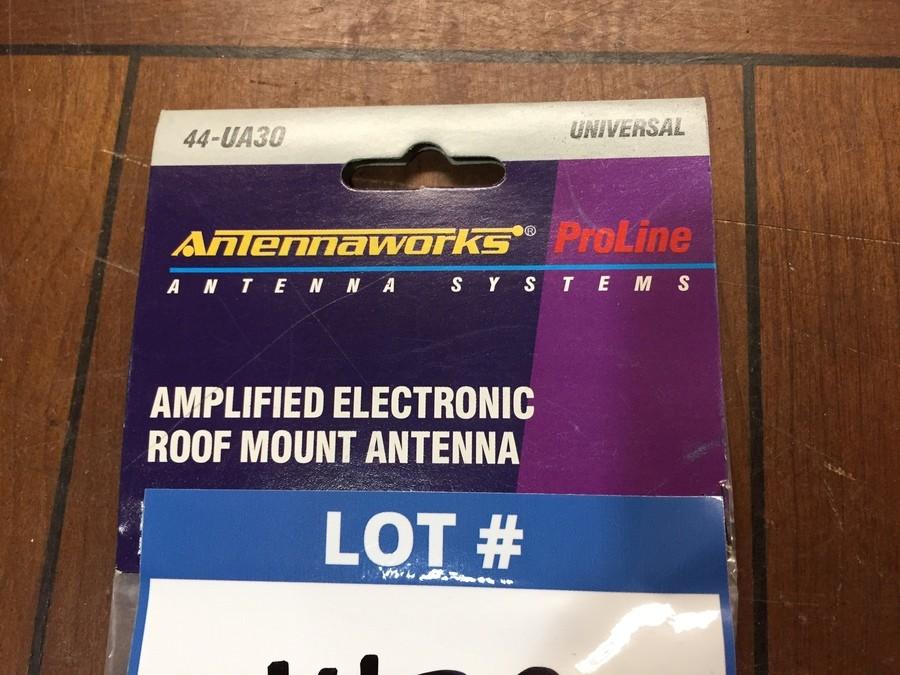 44-UA30 UNIVERSAL
Antennaworks® ProLine
ANTENNA SYSTEMS
AMPLIFIED ELECTRONIC
ROOF MOUNT ANTENNA
LOT #